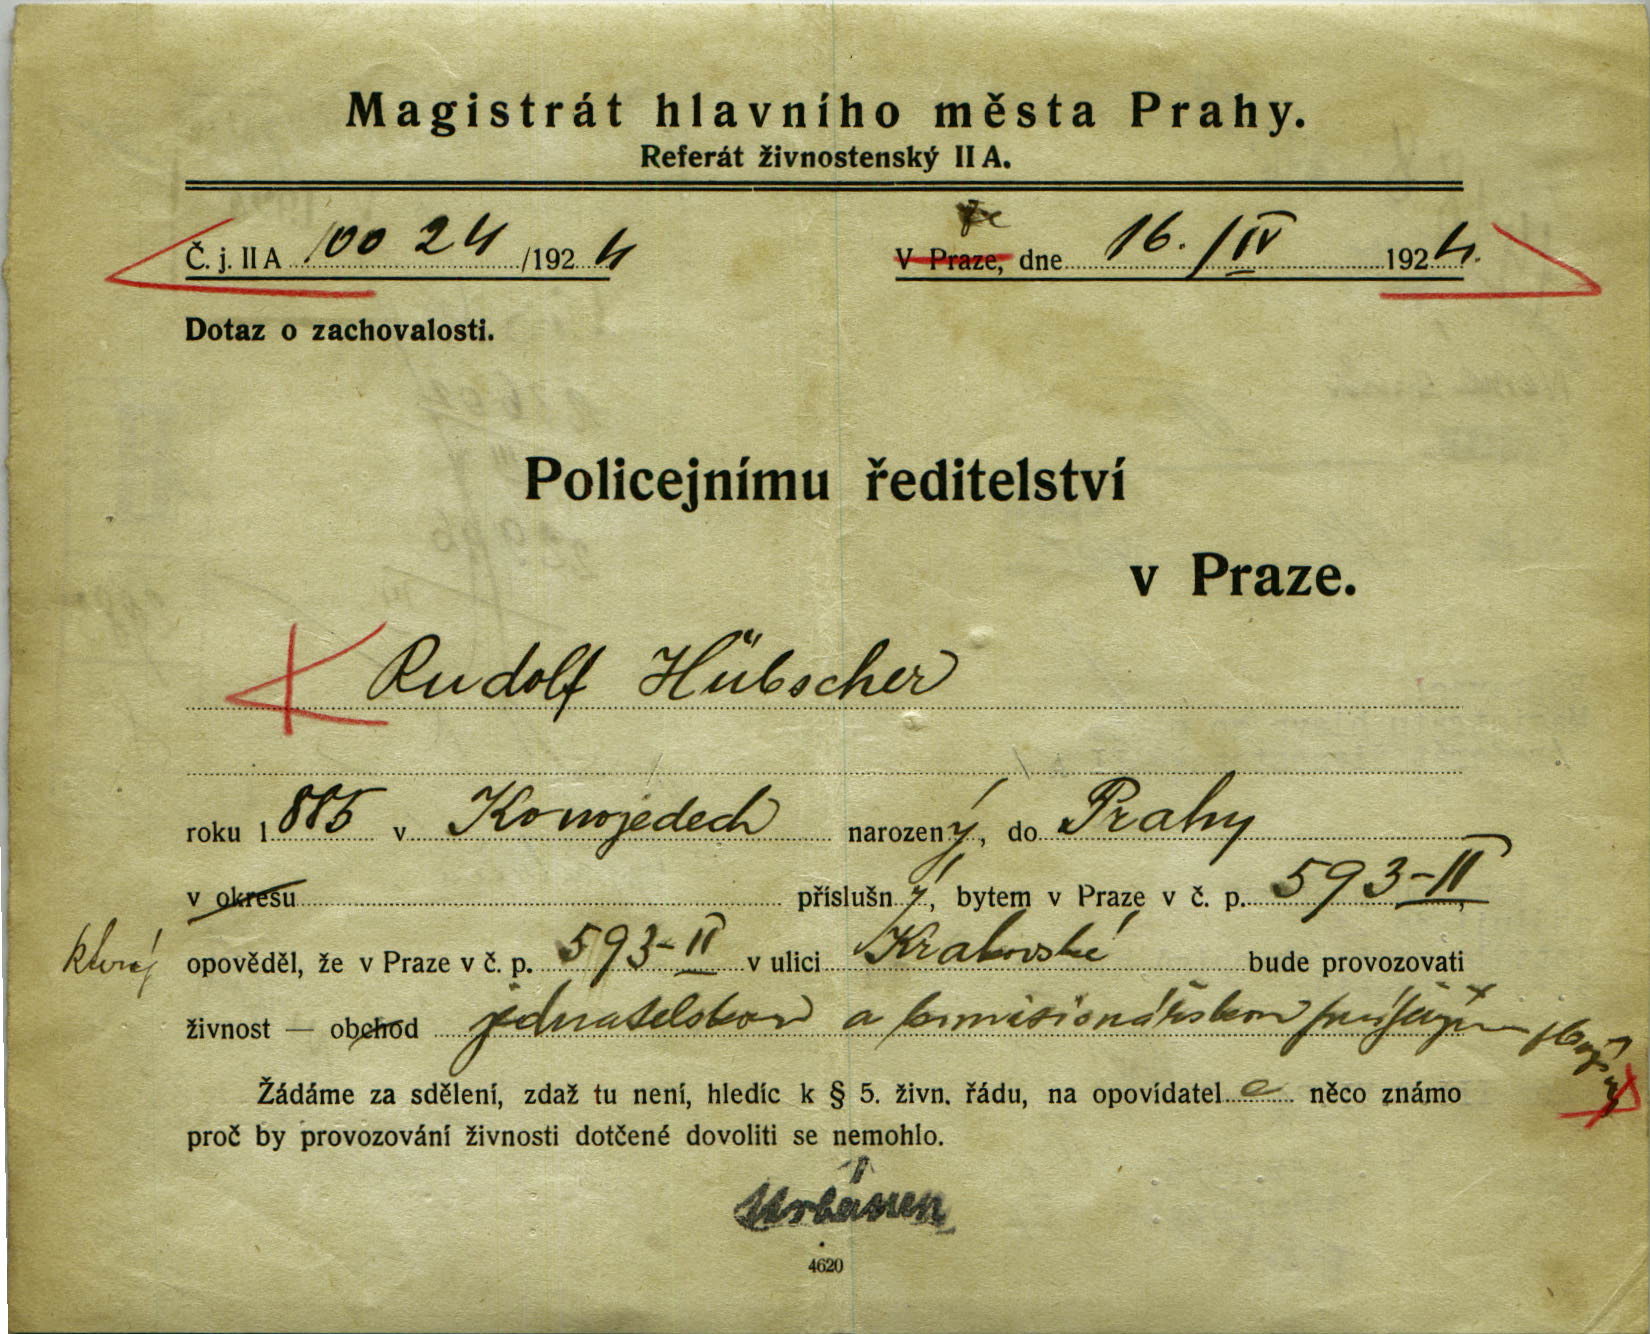 Magistrát hlavního města Prahy.
Referát živnostenský II A.
Č. j. II A 10024/1924 V Praze, dne 16./IV 1924.
Dotaz o zachovalosti.
Policejnímu ředitelství
v Praze.
Rudolf Hübscher
roku 1885 v Konojedech narozený, do Prahy
v okresu příslušný, bytem v Praze v č. p. 593-II,
který opověděl, že v Praze v č. p. 593-II v ulici Krakovské bude provozovati
živnost — obchod jednatelskou a komisionářskou
Žádáme za sdělení, zdaž tu není, hledíc k § 5. živn. řádu, na opovídatele něco známo
proč by provozování živnosti dotčené dovoliti se nemohlo.
4620